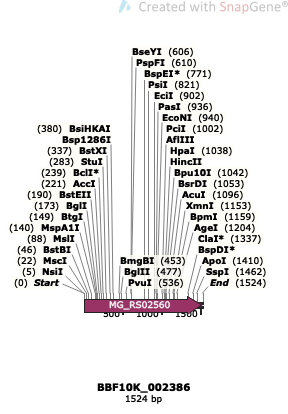 Created with SnapGene®
BseYI (606)
PspFI (610)
BspEI* (771)
PsiI (821)
EciI (902)
PasI (936)
EcoNI (940)
(380) BsiHKAI PciI (1002)
Bsp1286I AflIII
(337) BstXI HpaI (1038)
(283) StuI HincII
(239) BclI* Bpu10I (1042)
(221) AccI BsrDI (1053)
(190) BstEII AcuI (1096)
(173) BglI XmnI (1153)
(149) BtgI BpmI (1159)
(140) MspA1I AgeI (1204)
(88) MslI ClaI* (1337)
(46) BstBI BspDI*
(22) MscI BmgBI (453) ApoI (1410)
(5) NsiI BglII (477) SspI (1462)
(0) Start PvuI (536) End (1524)
MG_RS02560
500 1000 1500
BBF10K_002386
1524 bp